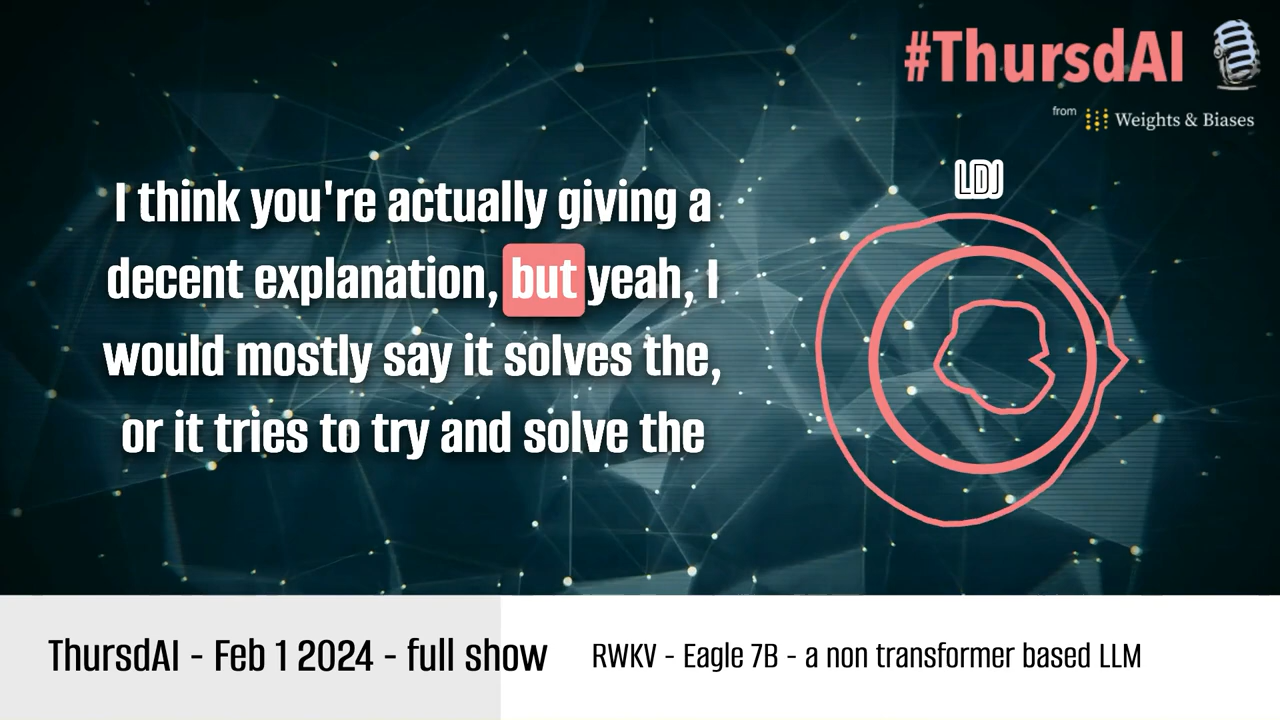 #ThursdAI
from Weights & Biases
LDJ
I think you're actually giving a
decent explanation, but yeah, I
would mostly say it solves the,
or it tries to try and solve the
ThursdAI - Feb 1 2024 - full show
RWKV - Eagle 7B - a non transformer based LLM